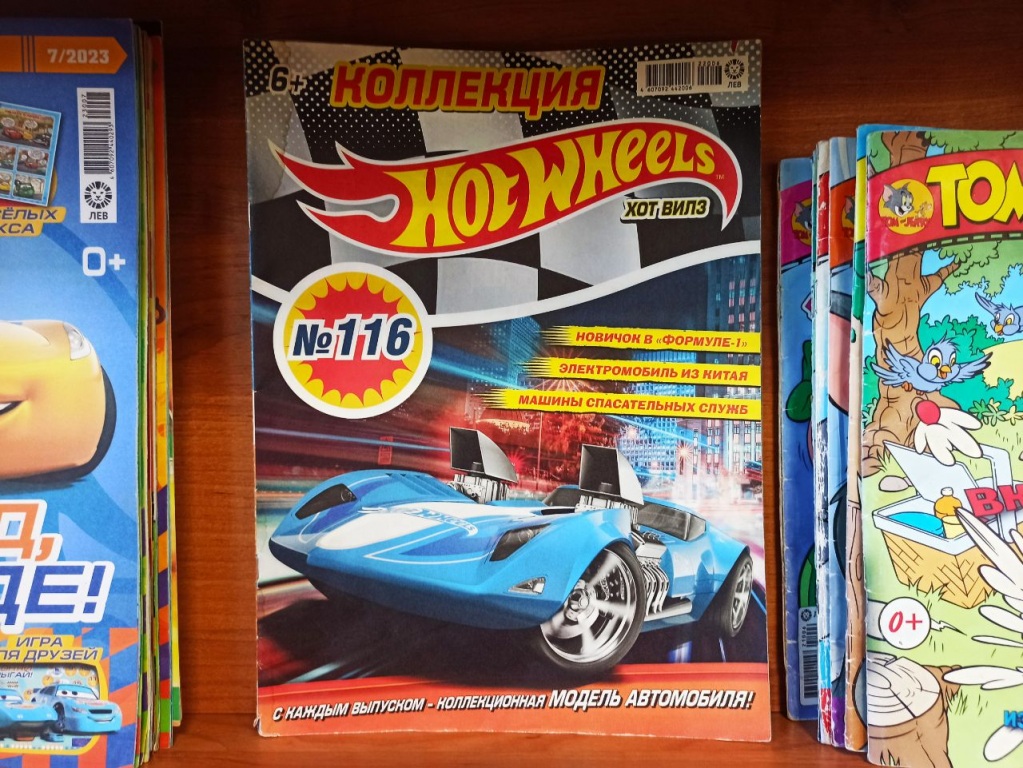 7/2023
ЛЕВ
0+
ИГРА
6+
КОЛЛЕКЦИЯ
ЛЕВ
HOT WHEELS
ХОТ ВИЛЗ
№116
НОВИЧОК В «ФОРМУЛЕ-1»
ЭЛЕКТРОМОБИЛЬ ИЗ КИТАЯ
МАШИНЫ СПАСАТЕЛЬНЫХ СЛУЖБ
С КАЖДЫМ ВЫПУСКОМ - КОЛЛЕКЦИОННАЯ МОДЕЛЬ АВТОМОБИЛЯ!
ТОМ
0+